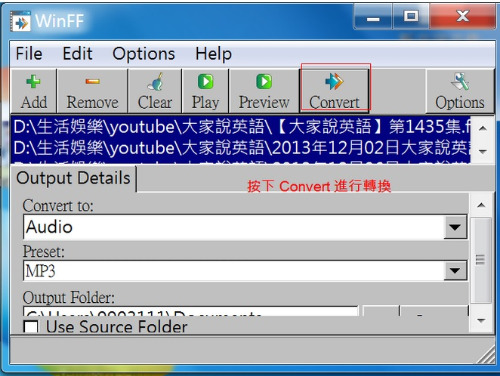 WinFF
File Edit Options Help
Add Remove Clear Play Preview Convert Options
D:\生活娛樂\youtube\大家說英語\【大家說英語】第1435集.f
D:\生活娛樂\youtube\大家說英語\2013年12月02日大家說英
Output Details
按下 Convert 進行轉換
Convert to:
Audio
Preset:
MP3
Output Folder:
Use Source Folder